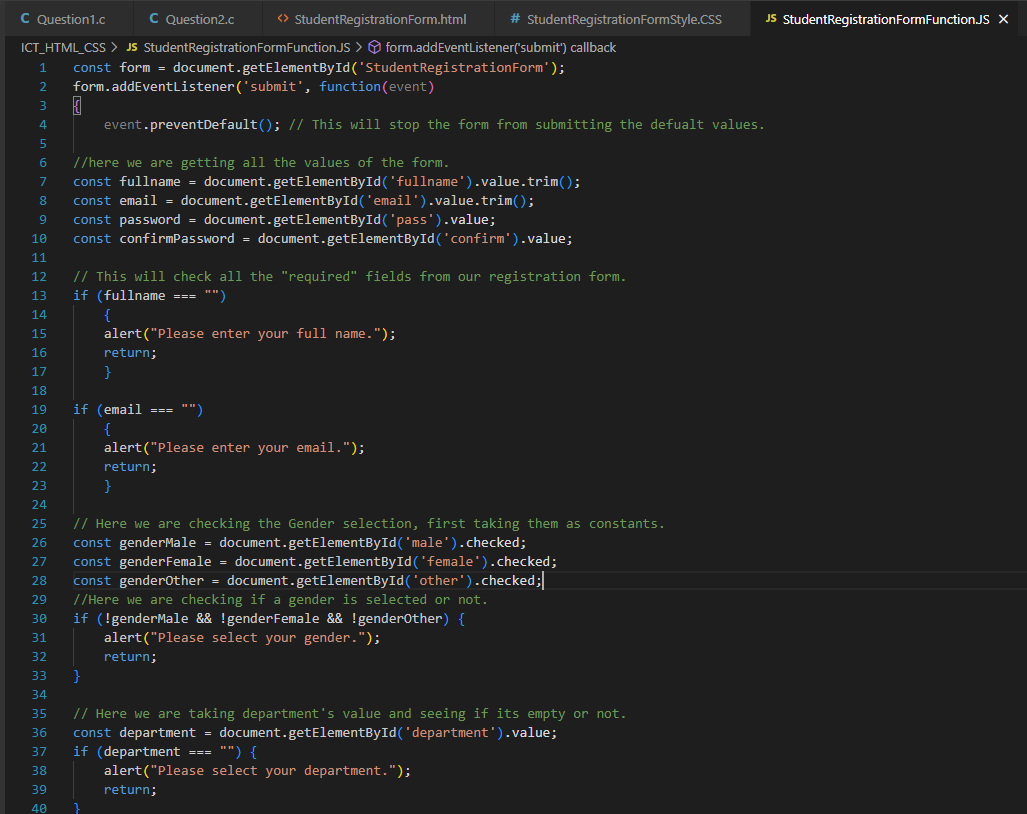 Question1.c Question2.c StudentRegistrationForm.html StudentRegistrationFormStyle.CSS StudentRegistrationFormFunction.JS
ICT_HTML_CSS > JS StudentRegistrationFormFunction.JS > form.addEventListener('submit') callback
1 const form = document.getElementById('StudentRegistrationForm');
2 form.addEventListener('submit', function(event)
3 {
4 event.preventDefault(); // This will stop the form from submitting the defualt values.
5
6 //here we are getting all the values of the form.
7 const fullname = document.getElementById('fullname').value.trim();
8 const email = document.getElementById('email').value.trim();
9 const password = document.getElementById('pass').value;
10 const confirmPassword = document.getElementById('confirm').value;
11
12 // This will check all the "required" fields from our registration form.
13 if (fullname === "")
14 {
15 alert("Please enter your full name.");
16 return;
17 }
18
19 if (email === "")
20 {
21 alert("Please enter your email.");
22 return;
23 }
24
25 // Here we are checking the Gender selection, first taking them as constants.
26 const genderMale = document.getElementById('male').checked;
27 const genderFemale = document.getElementById('female').checked;
28 const genderOther = document.getElementById('other').checked;
29 //Here we are checking if a gender is selected or not.
30 if (!genderMale && !genderFemale && !genderOther) {
31 alert("Please select your gender.");
32 return;
33 }
34
35 // Here we are taking department's value and seeing if its empty or not.
36 const department = document.getElementById('department').value;
37 if (department === "") {
38 alert("Please select your department.");
39 return;
40 }